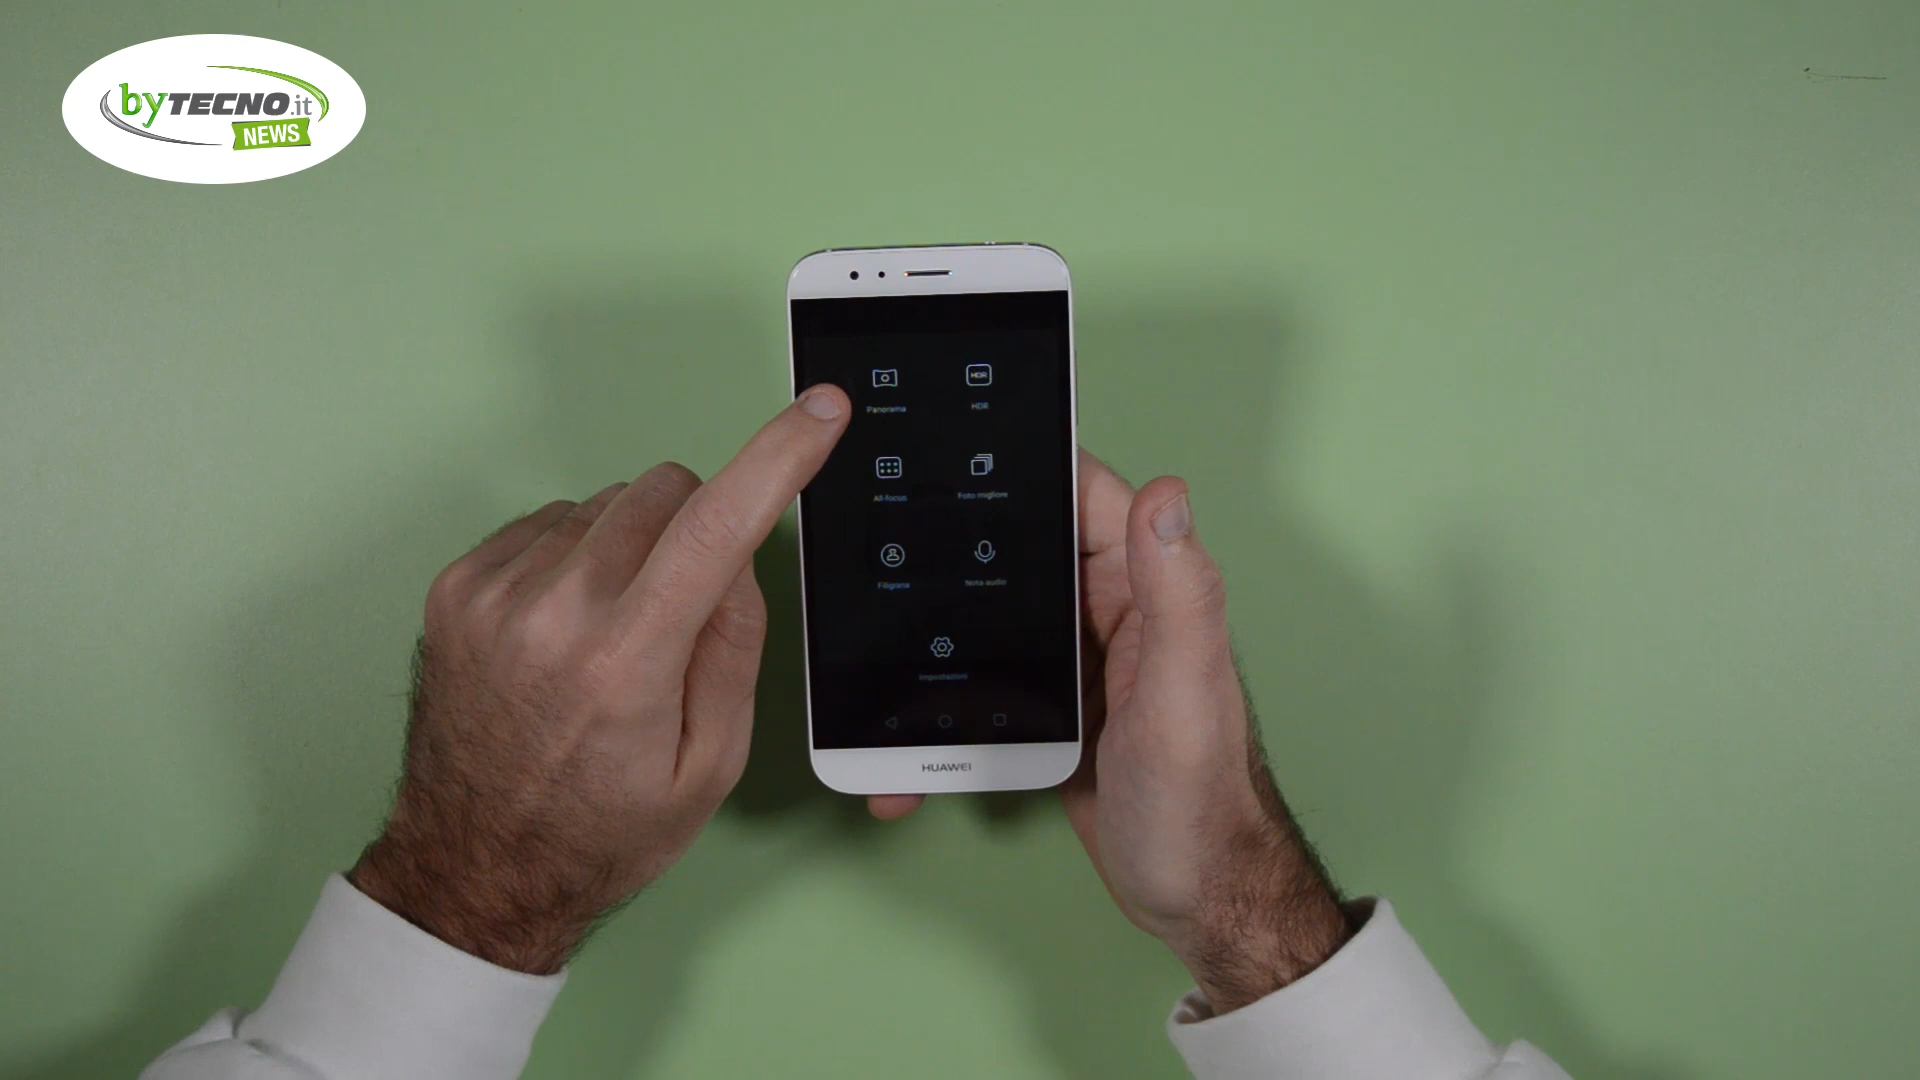 byTECNO.it
NEWS
Panorama
HDR
HDR
All-focus
Foto migliore
Filigrana
Nota audio
Impostazioni
HUAWEI